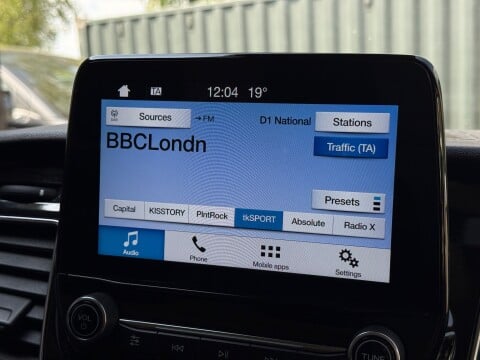 TA 12:04 19°
DAB Sources → FM D1 National Stations
BBCLondn
Traffic (TA)
Presets
Capital KISSTORY PlntRock tkSPORT Absolute Radio X
Audio Phone Mobile apps Settings
VOL
TUNE